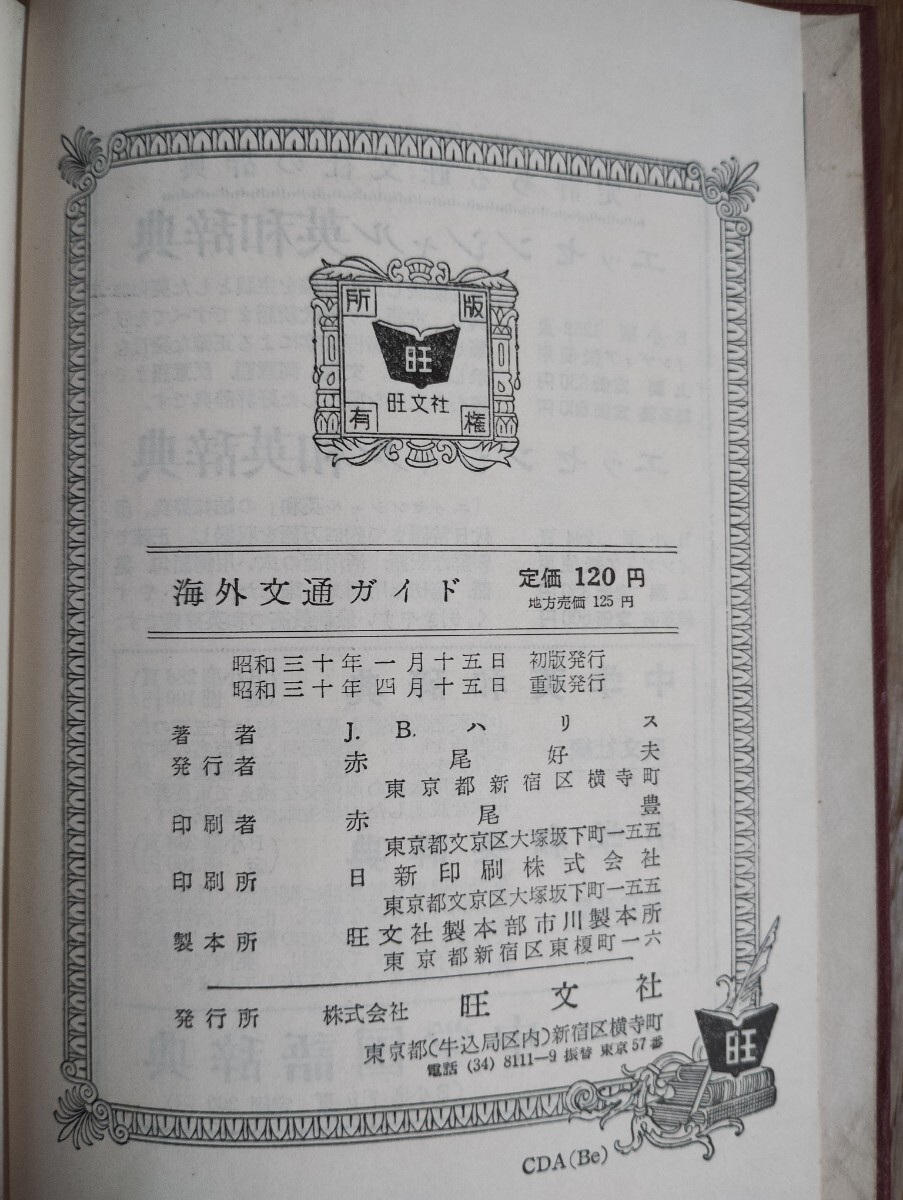 所 版
旺
旺文社
有 権
海外文通ガイド 定価 120 円
地方売価 125 円
昭和三十年一月十五日 初版発行
昭和三十年四月十五日 重版発行
著者 J. B. ハリス
発行者 赤尾好夫
東京都新宿区横寺町
印刷者 赤尾豊
東京都文京区大塚坂下町一五五
印刷所 日新印刷株式会社
東京都文京区大塚坂下町一五五
製本所 旺文社製本部市川製本所
東京都新宿区東榎町一六
発行所 株式会社 旺文社
東京都(牛込局区内)新宿区横寺町
電話 (34) 8111—9 振替 東京 57 番
旺
CDA(Be)